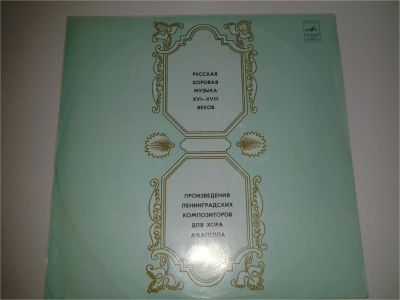 РУССКАЯ
ХОРОВАЯ
МУЗЫКА
XVI–XVIII
ВЕКОВ
ПРОИЗВЕДЕНИЯ
ЛЕНИНГРАДСКИХ
КОМПОЗИТОРОВ
ДЛЯ ХОРА
А-КАПЕЛЛА